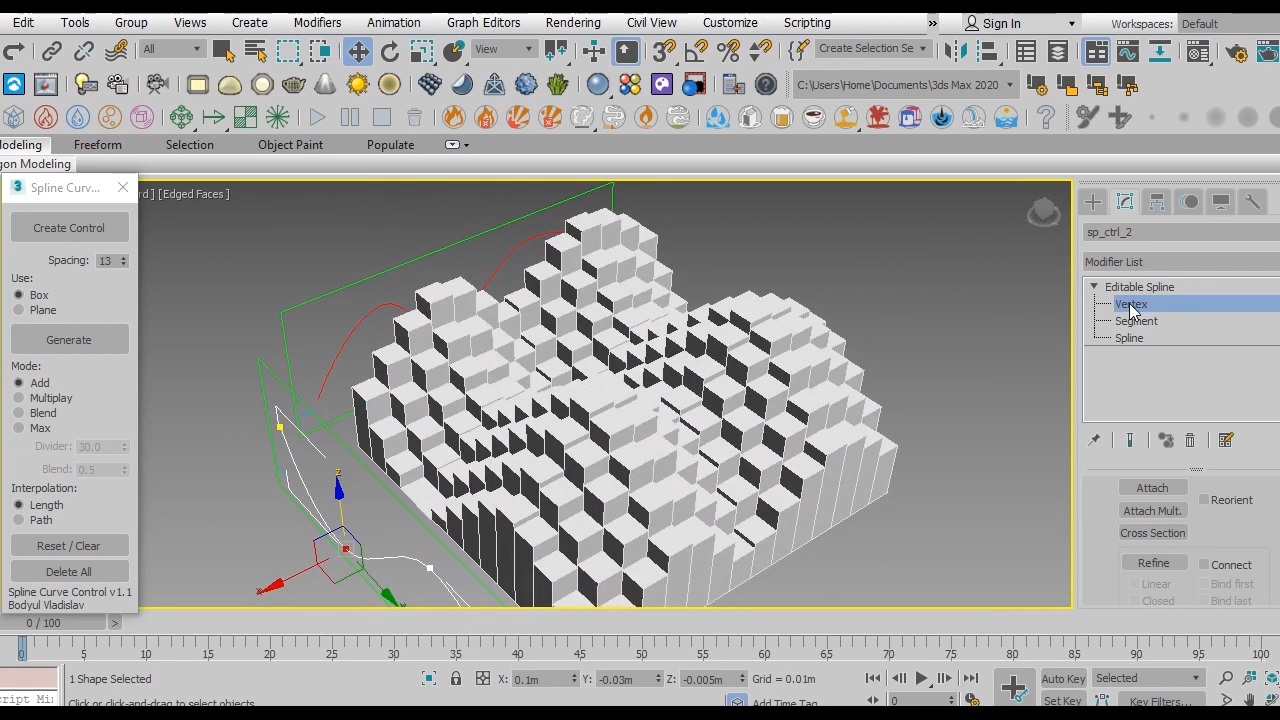 Edit Tools Group Views Create Modifiers Animation Graph Editors Rendering Civil View Customize Scripting » Sign In Workspaces: Default
All View Create Selection Se
C:\Users\Home\Documents\3ds Max 2020
odeling Freeform Selection Object Paint Populate
gon Modeling
3 Spline Curv...
rd ] [Edged Faces ]
Create Control
Spacing: 13
Use:
Box
Plane
Generate
Mode:
Add
Multiplay
Blend
Max
Divider: 30.0
Blend: 0.5
Interpolation:
Length
Path
Reset / Clear
Delete All
Spline Curve Control v1.1
Bodyul Vladislav
z
x
sp_ctrl_2
Modifier List
Editable Spline
Vertex
Segment
Spline
Attach
Reorient
Attach Mult.
Cross Section
Refine Connect
Linear Bind first
Closed Bind last
0 / 100 >
0 5 10 15 20 25 30 35 40 45 50 55 60 65 70 75 80 85 90 95 100
1 Shape Selected X: 0.1m Y: -0.03m Z: -0.005m Grid = 0.01m Auto Key Selected
cript Mi Click or click-and-drag to select objects Add Time Tag 0 Set Key Key Filters...